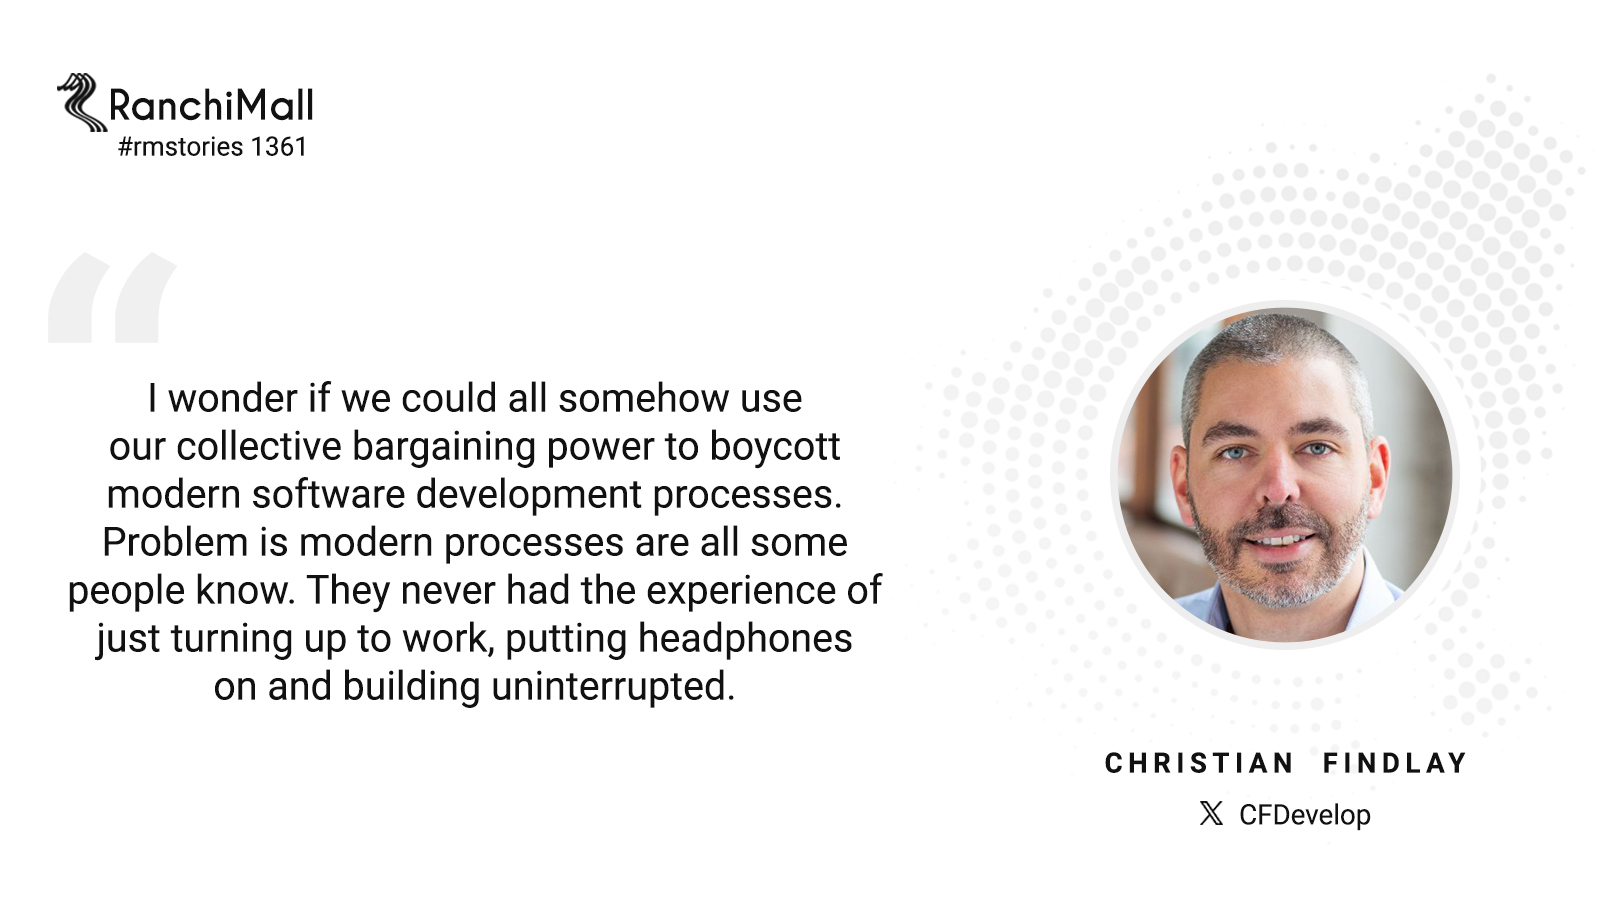 RanchiMall
#rmstories 1361
“
I wonder if we could all somehow use
our collective bargaining power to boycott
modern software development processes.
Problem is modern processes are all some
people know. They never had the experience of
just turning up to work, putting headphones
on and building uninterrupted.
CHRISTIAN FINDLAY
X CFDevelop